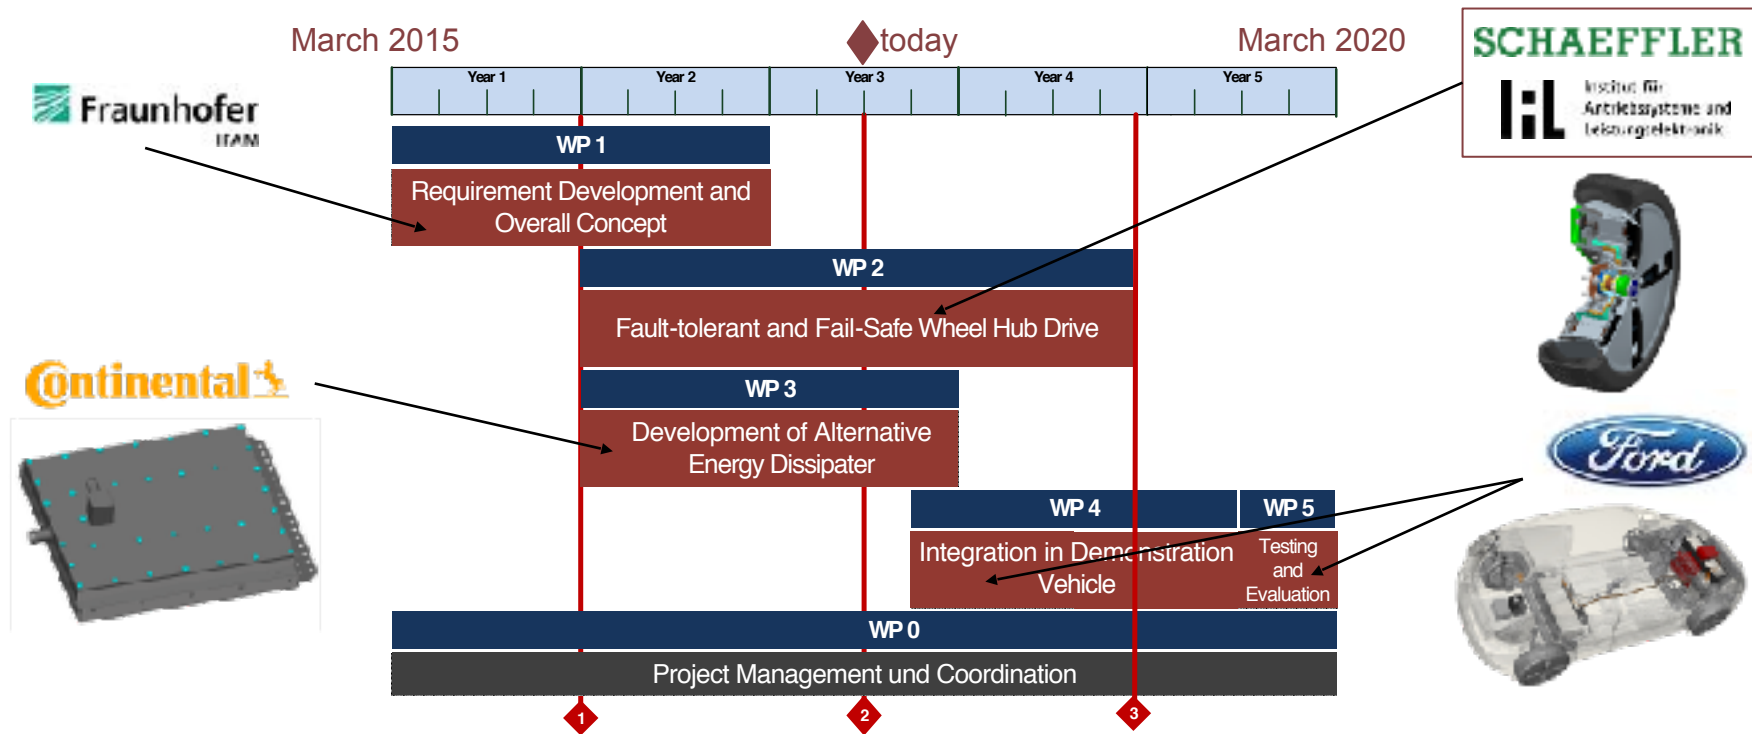 March 2015
today
March 2020
Year 1
Year 2
Year 3
Year 4
Year 5
SCHAEFFLER
Institut für
Antriebssysteme und
Leistungselektronik
Fraunhofer
WP 1
Requirement Development and
Overall Concept
WP 2
Fault-tolerant and Fail-Safe Wheel Hub Drive
Continental
WP 3
Development of Alternative
Energy Dissipater
Ford
WP 4
WP 5
Integration in Demonstration
Vehicle
Testing
and
Evaluation
WP 0
Project Management und Coordination
1
2
3